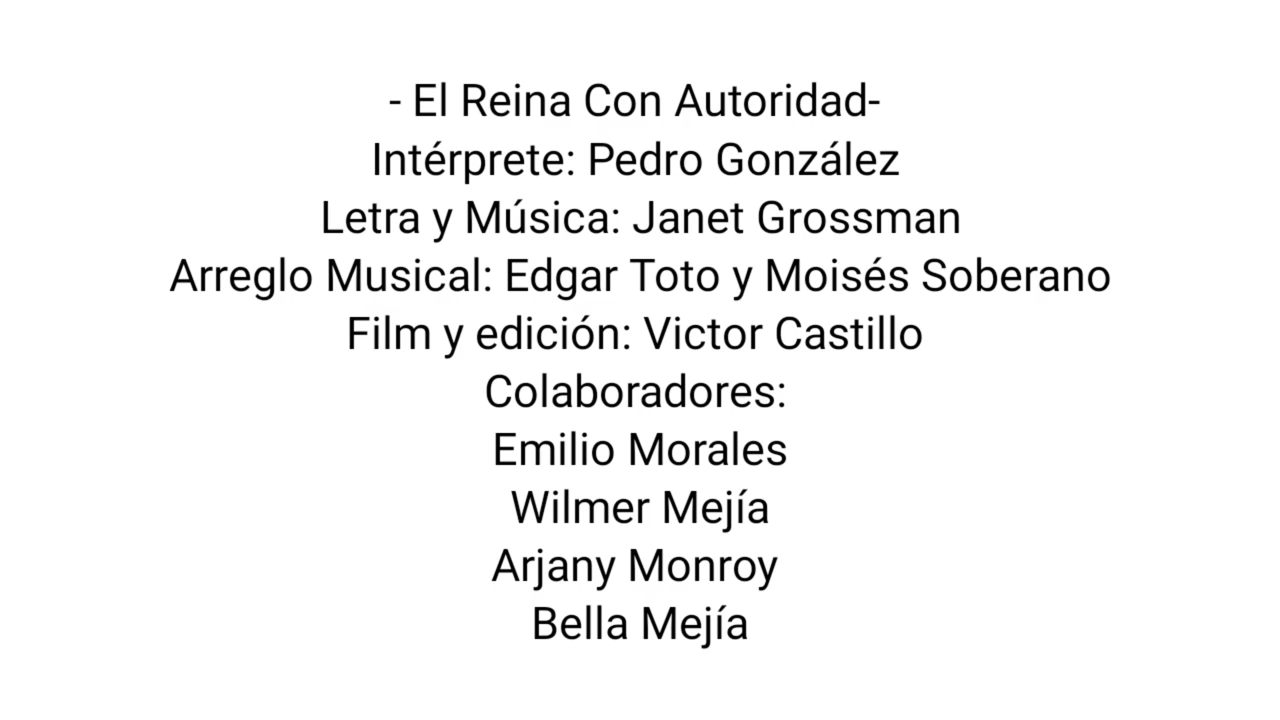 - El Reina Con Autoridad-
Intérprete: Pedro González
Letra y Música: Janet Grossman
Arreglo Musical: Edgar Toto y Moisés Soberano
Film y edición: Victor Castillo
Colaboradores:
Emilio Morales
Wilmer Mejía
Arjany Monroy
Bella Mejía